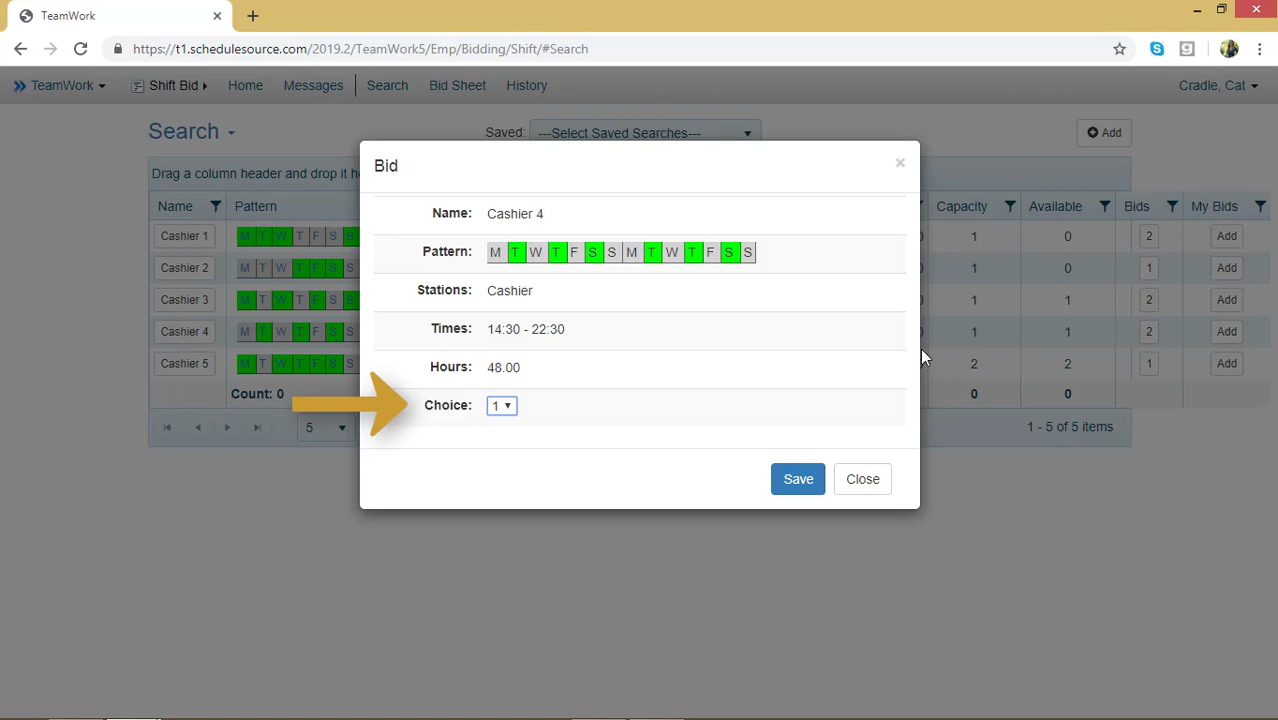 TeamWork
https://t1.schedulesource.com/2019.2/TeamWork5/Emp/Bidding/Shift/#Search
TeamWork Shift Bid Home Messages Search Bid Sheet History Cradle, Cat
Search Saved: ---Select Saved Searches--- Add
Drag a column header and drop it h
Name Pattern Capacity Available Bids My Bids
Cashier 1 M T W T F S S 1 0 2 Add
Cashier 2 M T W T F S S 1 0 1 Add
Cashier 3 M T W T F S S 1 1 2 Add
Cashier 4 M T W T F S S 1 1 2 Add
Cashier 5 M T W T F S S 2 2 1 Add
Count: 0 0 0
5 1 - 5 of 5 items
Bid ×
Name: Cashier 4
Pattern: M T W T F S S M T W T F S S
Stations: Cashier
Times: 14:30 - 22:30
Hours: 48.00
Choice: 1
Save Close